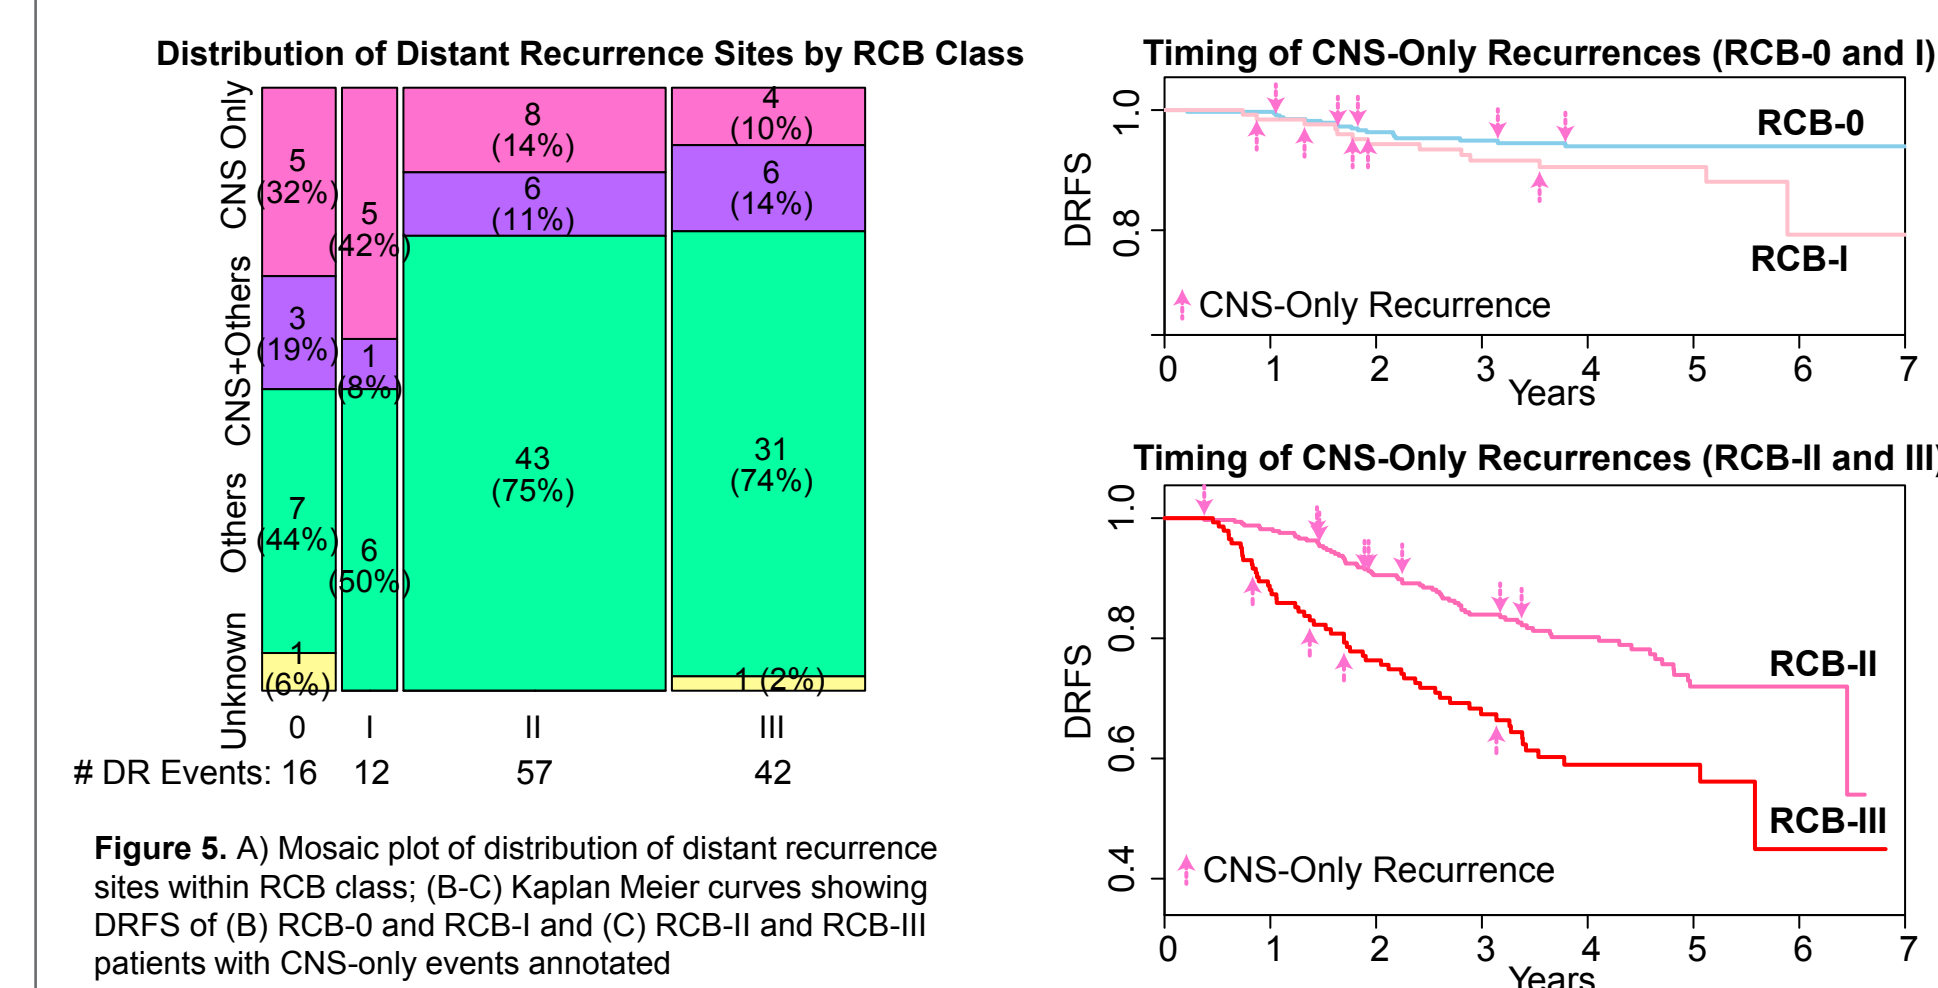 Distribution of Distant Recurrence Sites by RCB Class
CNS Only
CNS+Others
Others
Unknown
5
(32%)
3
(19%)
7
(44%)
1
(6%)
5
(42%)
1
(8%)
6
(50%)
8
(14%)
6
(11%)
43
(75%)
4
(10%)
6
(14%)
31
(74%)
1 (2%)
0 I II III
# DR Events: 16 12 57 42
Figure 5. A) Mosaic plot of distribution of distant recurrence
sites within RCB class; (B-C) Kaplan Meier curves showing
DRFS of (B) RCB-0 and RCB-I and (C) RCB-II and RCB-III
patients with CNS-only events annotated
Timing of CNS-Only Recurrences (RCB-0 and I)
DRFS
1.0
0.8
RCB-0
RCB-I
CNS-Only Recurrence
0 1 2 3 4 5 6 7
Years
Timing of CNS-Only Recurrences (RCB-II and III)
DRFS
1.0
0.8
0.6
0.4
RCB-II
RCB-III
CNS-Only Recurrence
0 1 2 3 4 5 6 7
Years